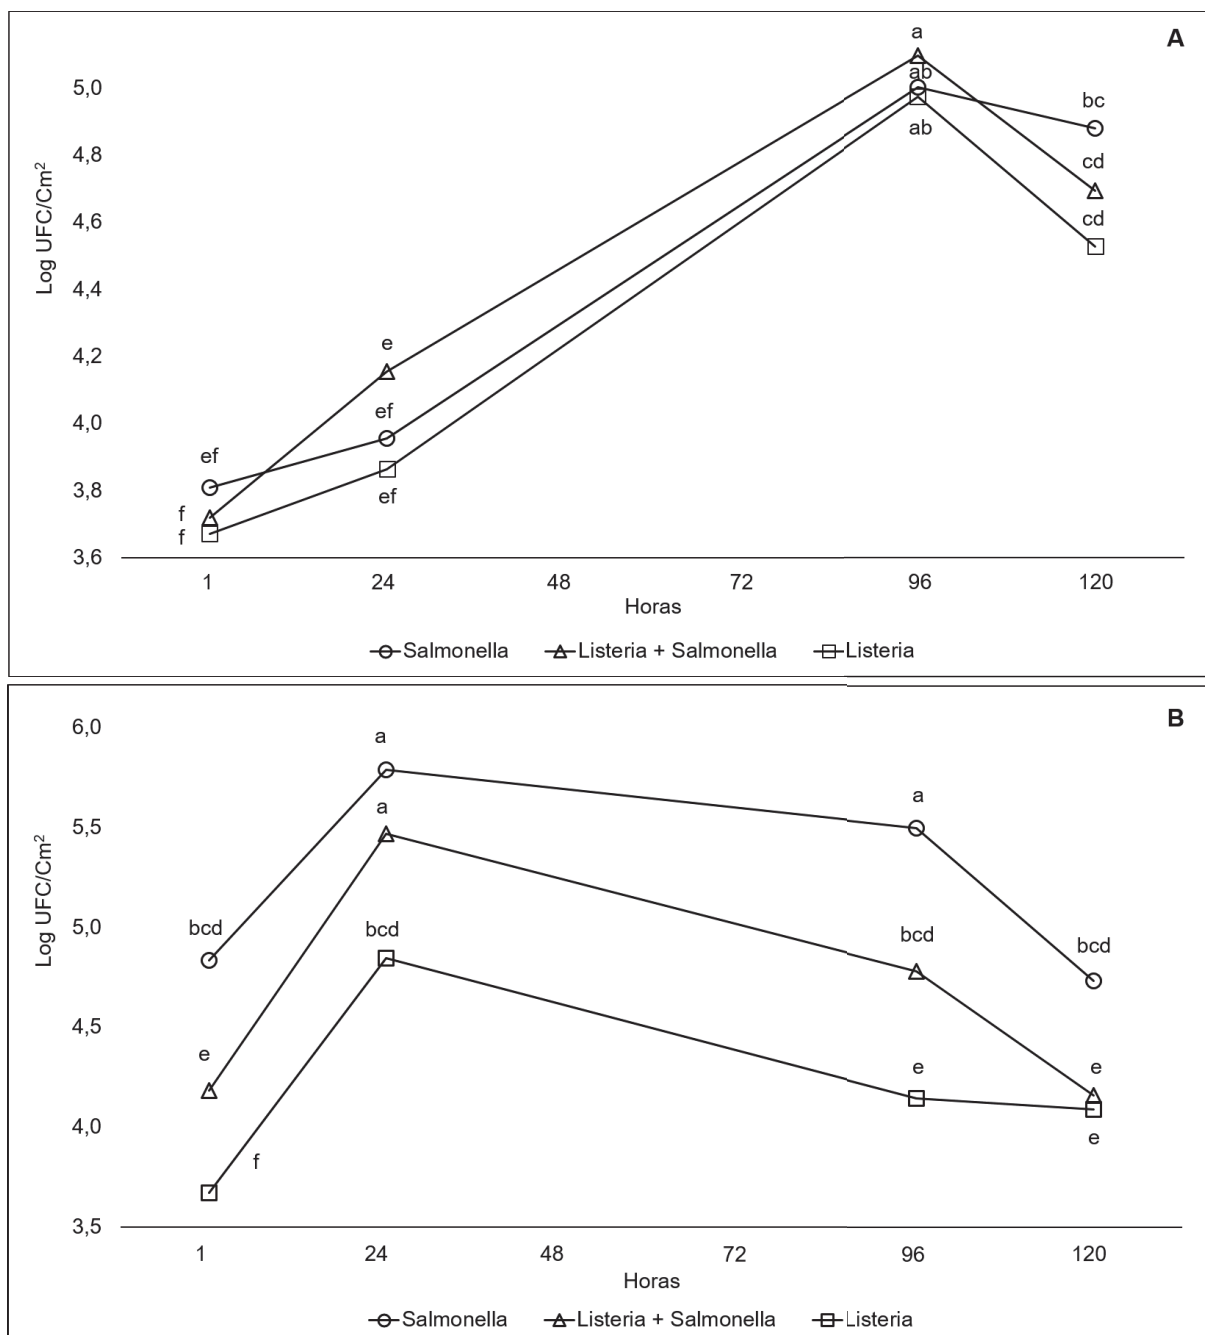 A
a
5,0
ab
bc
4,8
ab
cd
4,6
cd
Log UFC/Cm²
4,4
4,2
e
4,0
ef
ef
3,8
ef
f
f
3,6
1 24 48 72 96 120
Horas
Salmonella Listeria + Salmonella Listeria
B
6,0
a
a
5,5
a
Log UFC/Cm²
5,0
bcd
bcd
bcd
bcd
4,5
e
e
e
4,0
e
f
3,5
1 24 48 72 96 120
Horas
Salmonella Listeria + Salmonella Listeria